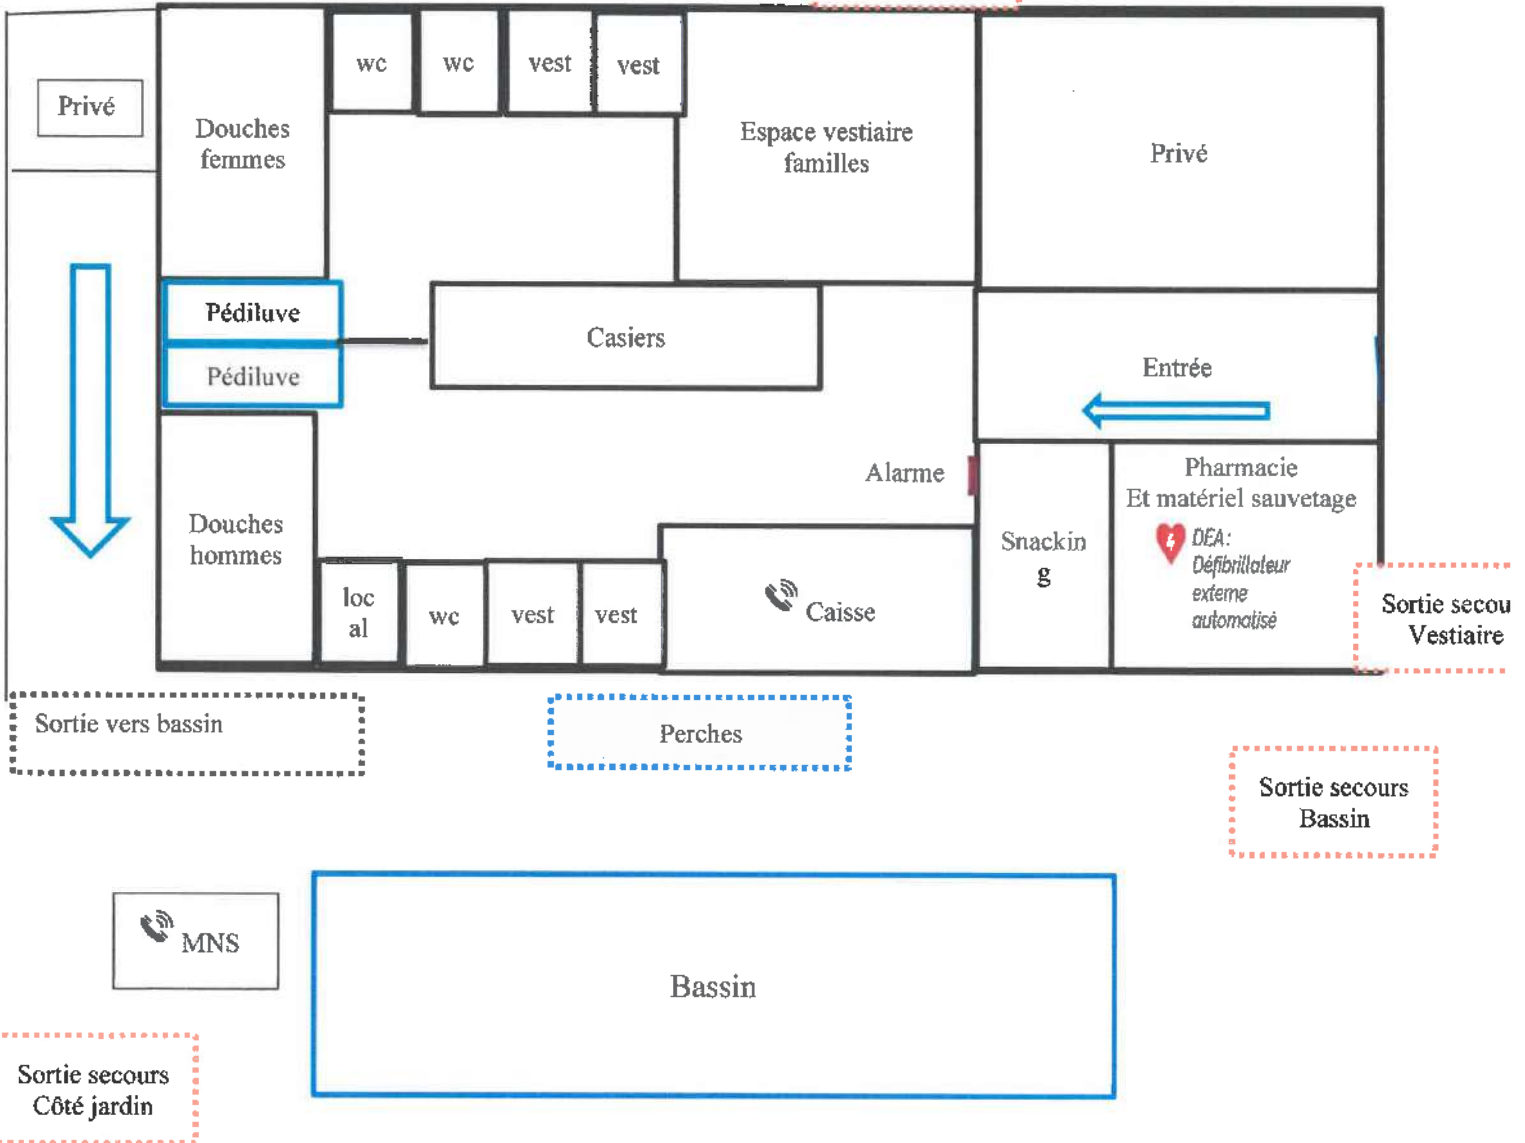 wc
wc
vest
vest
Privé
Douches
femmes
Espace vestiaire
familles
Privé
Pédiluve
Casiers
Pédiluve
Entrée
Alarme
Pharmacie
Et matériel sauvetage
DEA:
Défibrillateur
externe
automatisé
Douches
hommes
Snackin
g
loc
al
wc
vest
vest
Caisse
Sortie secou
Vestiaire
Sortie vers bassin
Perches
Sortie secours
Bassin
MNS
Bassin
Sortie secours
Côté jardin